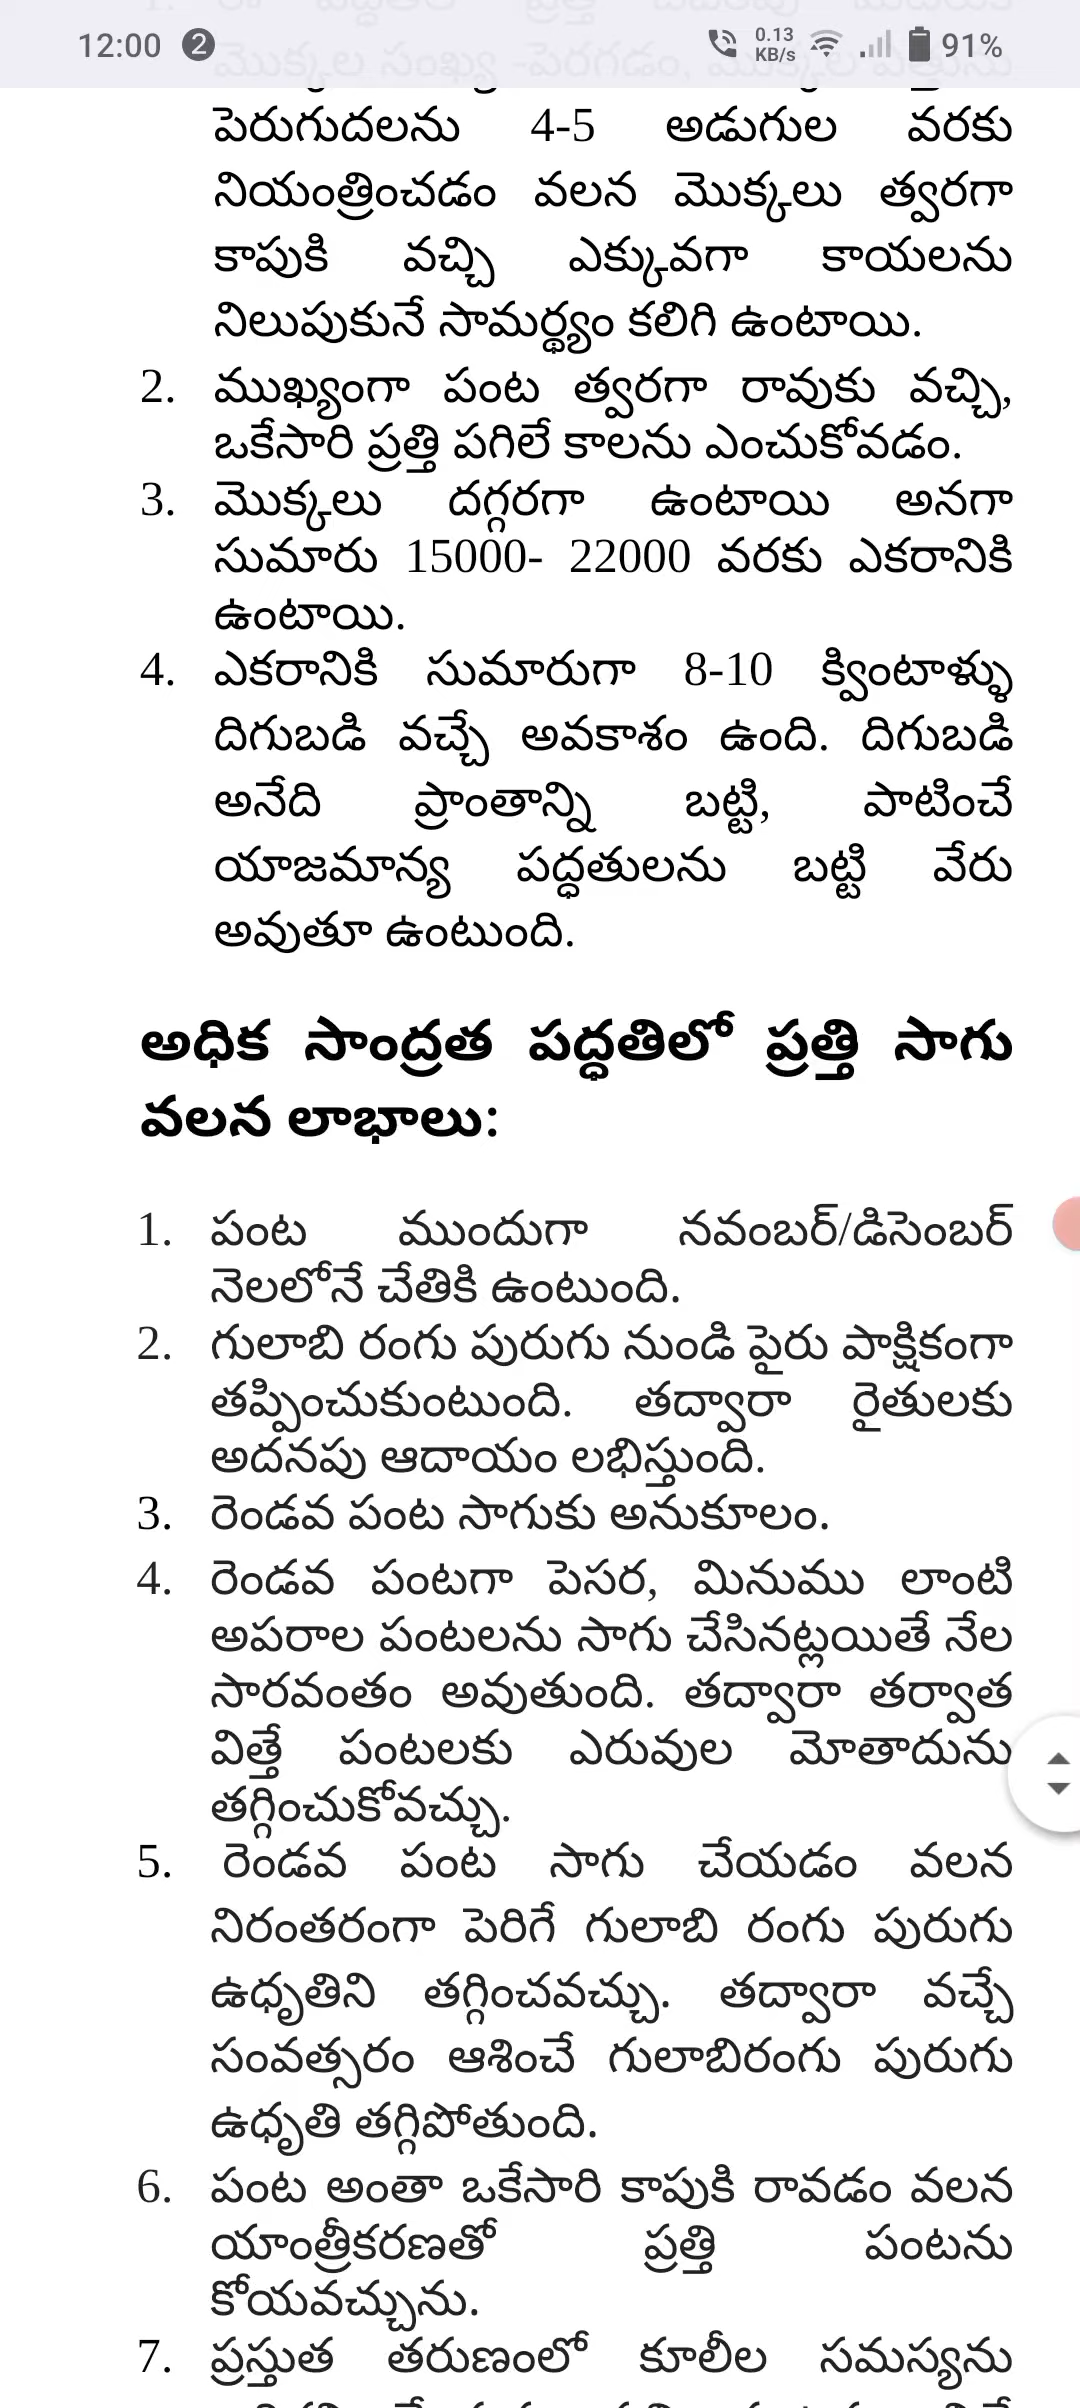 12:00 2 0.13 KB/s 91%
మొక్కల సంఖ్య -పెరగడం, మొక్కల ఎత్తును
పెరుగుదలను 4-5 అడుగుల వరకు
నియంత్రించడం వలన మొక్కలు త్వరగా
కాపుకి వచ్చి ఎక్కువగా కాయలను
నిలుపుకునే సామర్థ్యం కలిగి ఉంటాయి.
2. ముఖ్యంగా పంట త్వరగా రావుకు వచ్చి,
ఒకేసారి ప్రత్తి పగిలే కాలను ఎంచుకోవడం.
3. మొక్కలు దగ్గరగా ఉంటాయి అనగా
సుమారు 15000- 22000 వరకు ఎకరానికి
ఉంటాయి.
4. ఎకరానికి సుమారుగా 8-10 క్వింటాళ్ళు
దిగుబడి వచ్చే అవకాశం ఉంది. దిగుబడి
అనేది ప్రాంతాన్ని బట్టి, పాటించే
యాజమాన్య పద్ధతులను బట్టి వేరు
అవుతూ ఉంటుంది.
అధిక సాంద్రత పద్ధతిలో ప్రత్తి సాగు
వలన లాభాలు:
1. పంట ముందుగా నవంబర్/డిసెంబర్
నెలలోనే చేతికి ఉంటుంది.
2. గులాబి రంగు పురుగు నుండి పైరు పాక్షికంగా
తప్పించుకుంటుంది. తద్వారా రైతులకు
అదనపు ఆదాయం లభిస్తుంది.
3. రెండవ పంట సాగుకు అనుకూలం.
4. రెండవ పంటగా పెసర, మినుము లాంటి
అపరాల పంటలను సాగు చేసినట్లయితే నేల
సారవంతం అవుతుంది. తద్వారా తర్వాత
విత్తే పంటలకు ఎరువుల మోతాదును
తగ్గించుకోవచ్చు.
5. రెండవ పంట సాగు చేయడం వలన
నిరంతరంగా పెరిగే గులాబి రంగు పురుగు
ఉధృతిని తగ్గించవచ్చు. తద్వారా వచ్చే
సంవత్సరం ఆశించే గులాబిరంగు పురుగు
ఉధృతి తగ్గిపోతుంది.
6. పంట అంతా ఒకేసారి కాపుకి రావడం వలన
యాంత్రీకరణతో ప్రత్తి పంటను
కోయవచ్చును.
7. ప్రస్తుత తరుణంలో కూలీల సమస్యను